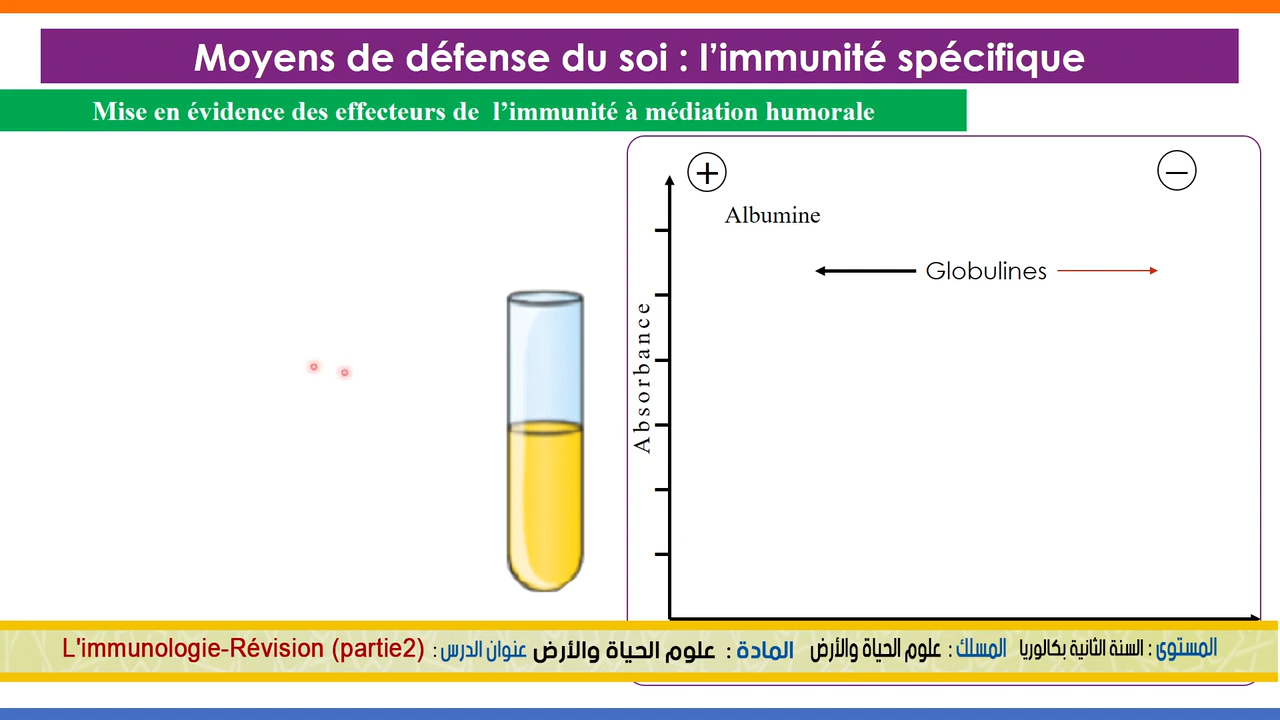 Moyens de défense du soi : l’immunité spécifique
Mise en évidence des effecteurs de l’immunité à médiation humorale
+
−
Albumine
Globulines
Absorbance
المستوى : السنة الثانية بكالوريا المسلك : علوم الحياة والأرض المادة : علوم الحياة والأرض عنوان الدرس : L'immunologie-Révision (partie2)